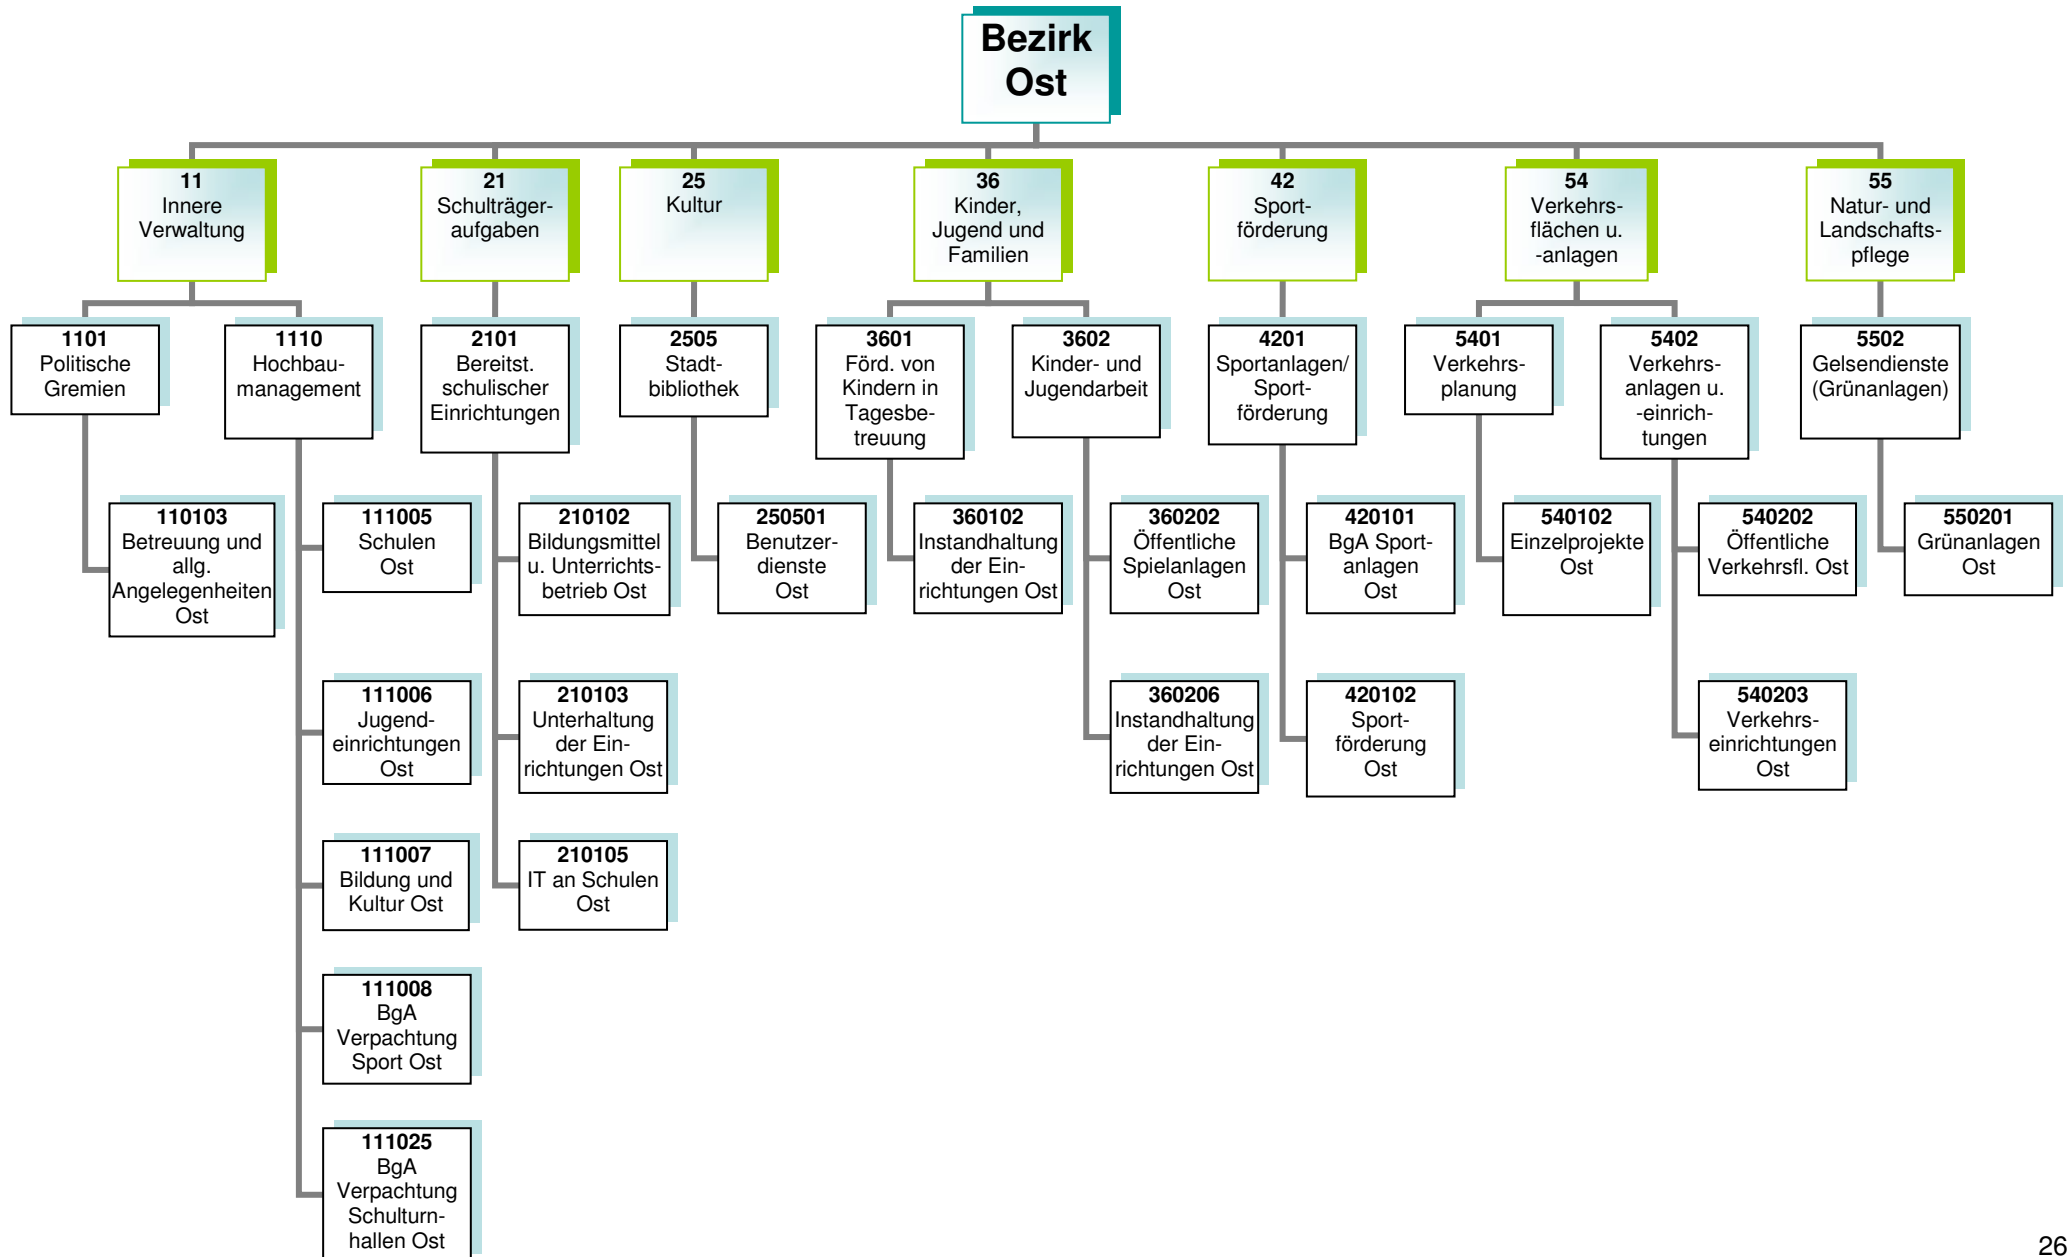 Bezirk
Ost
11
Innere
Verwaltung
21
Schulträger-
aufgaben
25
Kultur
36
Kinder,
Jugend und
Familien
42
Sport-
förderung
54
Verkehrs-
flächen u.
-anlagen
55
Natur- und
Landschafts-
pflege
1101
Politische
Gremien
1110
Hochbau-
management
2101
Bereitst.
schulischer
Einrichtungen
2505
Stadt-
bibliothek
3601
Förd. von
Kindern in
Tagesbe-
treuung
3602
Kinder- und
Jugendarbeit
4201
Sportanlagen/
Sport-
förderung
5401
Verkehrs-
planung
5402
Verkehrs-
anlagen u.
-einrich-
tungen
5502
Gelsendienste
(Grünanlagen)
110103
Betreuung und
allg.
Angelegenheiten
Ost
111005
Schulen
Ost
210102
Bildungsmittel
u. Unterrichts-
betrieb Ost
250501
Benutzer-
dienste
Ost
360102
Instandhaltung
der Ein-
richtungen Ost
360202
Öffentliche
Spielanlagen
Ost
420101
BgA Sport-
anlagen
Ost
540102
Einzelprojekte
Ost
540202
Öffentliche
Verkehrsfl. Ost
550201
Grünanlagen
Ost
111006
Jugend-
einrichtungen
Ost
210103
Unterhaltung
der Ein-
richtungen Ost
360206
Instandhaltung
der Ein-
richtungen Ost
420102
Sport-
förderung
Ost
540203
Verkehrs-
einrichtungen
Ost
111007
Bildung und
Kultur Ost
210105
IT an Schulen
Ost
111008
BgA
Verpachtung
Sport Ost
111025
BgA
Verpachtung
Schulturn-
hallen Ost
26